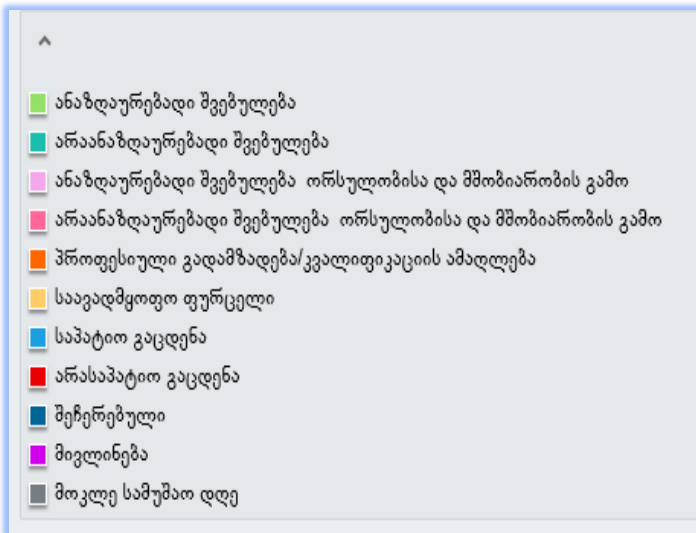 ანაზღაურებადი შვებულება
არაანაზღაურებადი შვებულება
ანაზღაურებადი შვებულება ორსულობისა და მშობიარობის გამო
არაანაზღაურებადი შვებულება ორსულობისა და მშობიარობის გამო
პროფესიული გადამზადება/კვალიფიკაციის ამაღლება
საავადმყოფო ფურცელი
საპატიო გაცდენა
არასაპატიო გაცდენა
შეჩერებული
მივლინება
მოკლე სამუშაო დღე